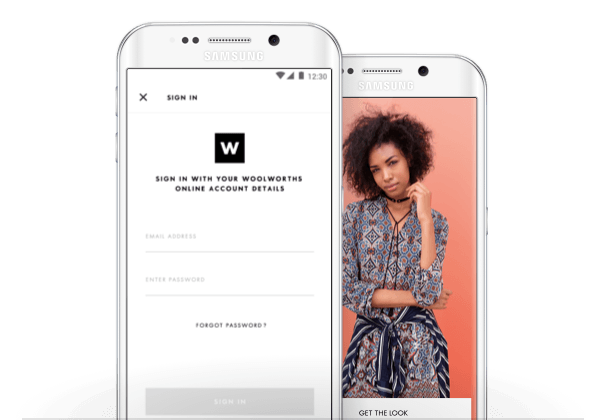 SAMSUNG
12:30
SIGN IN
W
SIGN IN WITH YOUR WOOLWORTHS
ONLINE ACCOUNT DETAILS
EMAIL ADDRESS
ENTER PASSWORD
FORGOT PASSWORD?
SIGN IN
SAMSUNG
GET THE LOOK